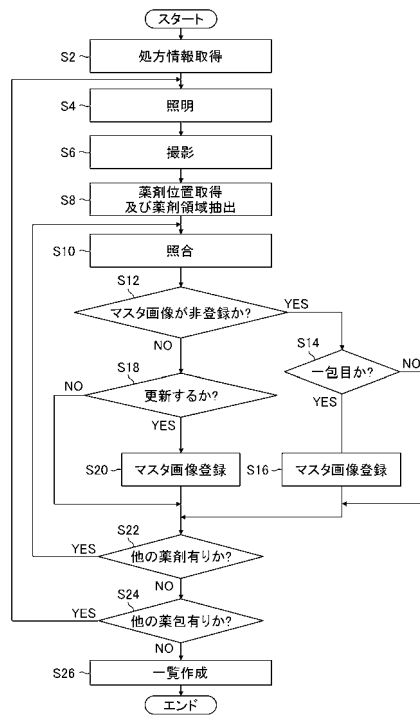 スタート
S2
処方情報取得
S4
照明
S6
撮影
S8
薬剤位置取得
及び薬剤領域抽出
S10
照合
S12
マスタ画像が非登録か?
YES
NO
S14
一包目か?
NO
YES
S18
NO
更新するか?
YES
S20
マスタ画像登録
S16
マスタ画像登録
S22
YES
他の薬剤有りか?
NO
S24
YES
他の薬包有りか?
NO
S26
一覧作成
エンド